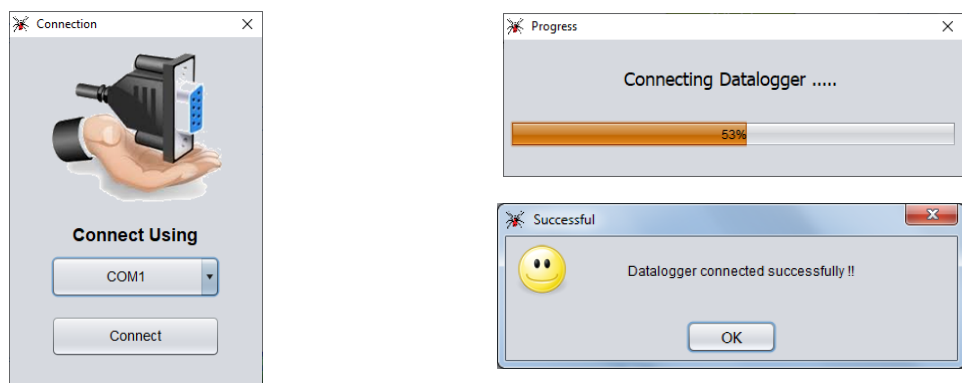 Connection
Connect Using
COM1
Connect
Progress
Connecting Datalogger .....
53%
Successful
Datalogger connected successfully !!
OK